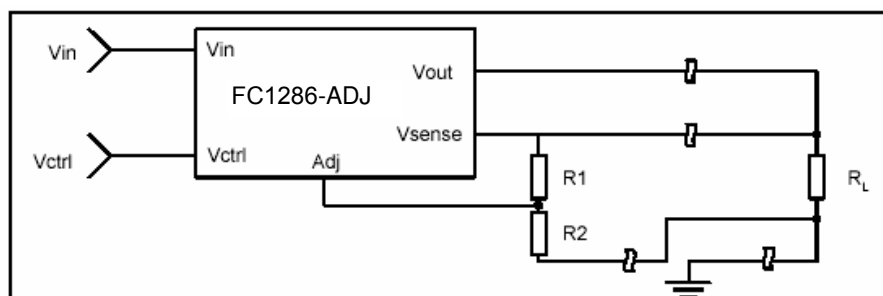 Vin
Vin
Vout
FC1286-ADJ
Vsense
Vctrl
Vctrl
Adj
R1
RL
R2